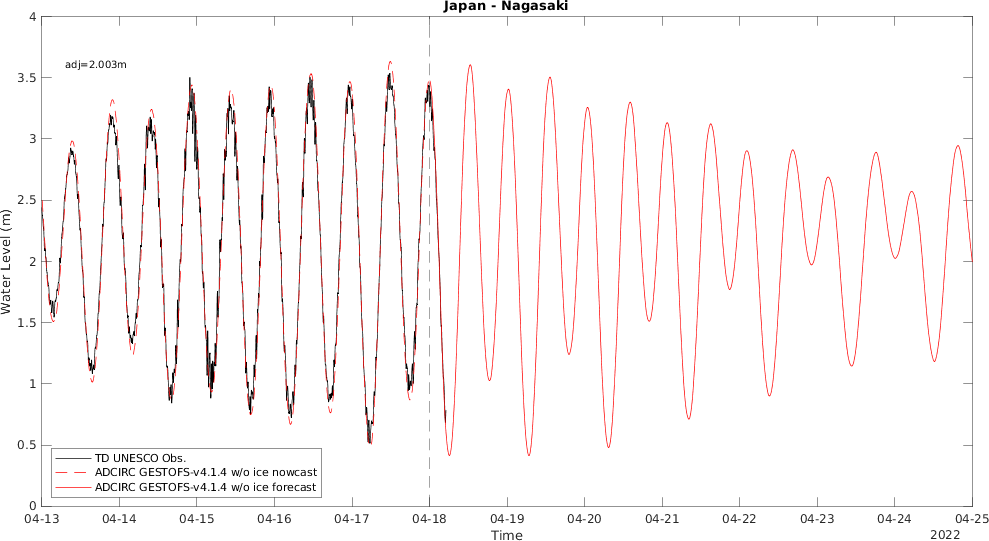 Japan - Nagasaki
adj=2.003m
4
3.5
3
2.5
2
1.5
1
0.5
0
Water Level (m)
TD UNESCO Obs.
ADCIRC GESTOFS-v4.1.4 w/o ice nowcast
ADCIRC GESTOFS-v4.1.4 w/o ice forecast
04-13 04-14 04-15 04-16 04-17 04-18 04-19 04-20 04-21 04-22 04-23 04-24 04-25
Time
2022